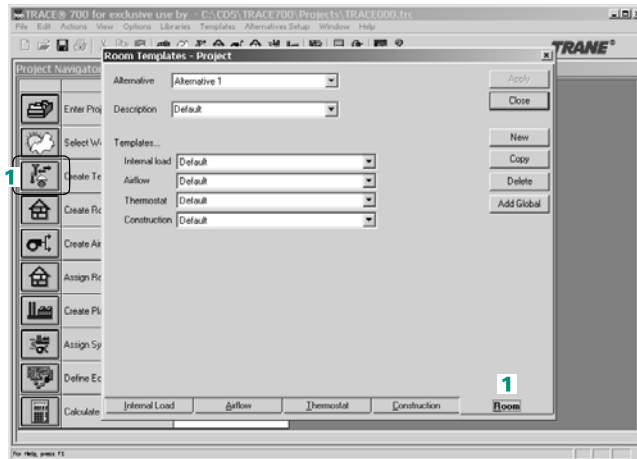 TRACE® 700 for exclusive use by - C:\CDS\TRACE700\Projects\TRACE000.trc
File Edit Actions View Options Libraries Templates Alternatives Setup Window Help
TRANE®
Project Navigator
Room Templates - Project
Alternative Alternative 1
Apply
Description Default
Close
Enter Proj
Templates...
New
Select W
Internal load Default
Copy
Airflow Default
Delete
1
Create Te
Thermostat Default
Add Global
Create Ro
Construction Default
Create Air
Assign Ro
Create Pla
Assign Sy
Define Ec
1
Calculate
Internal Load Airflow Thermostat Construction Room
For Help, press F1